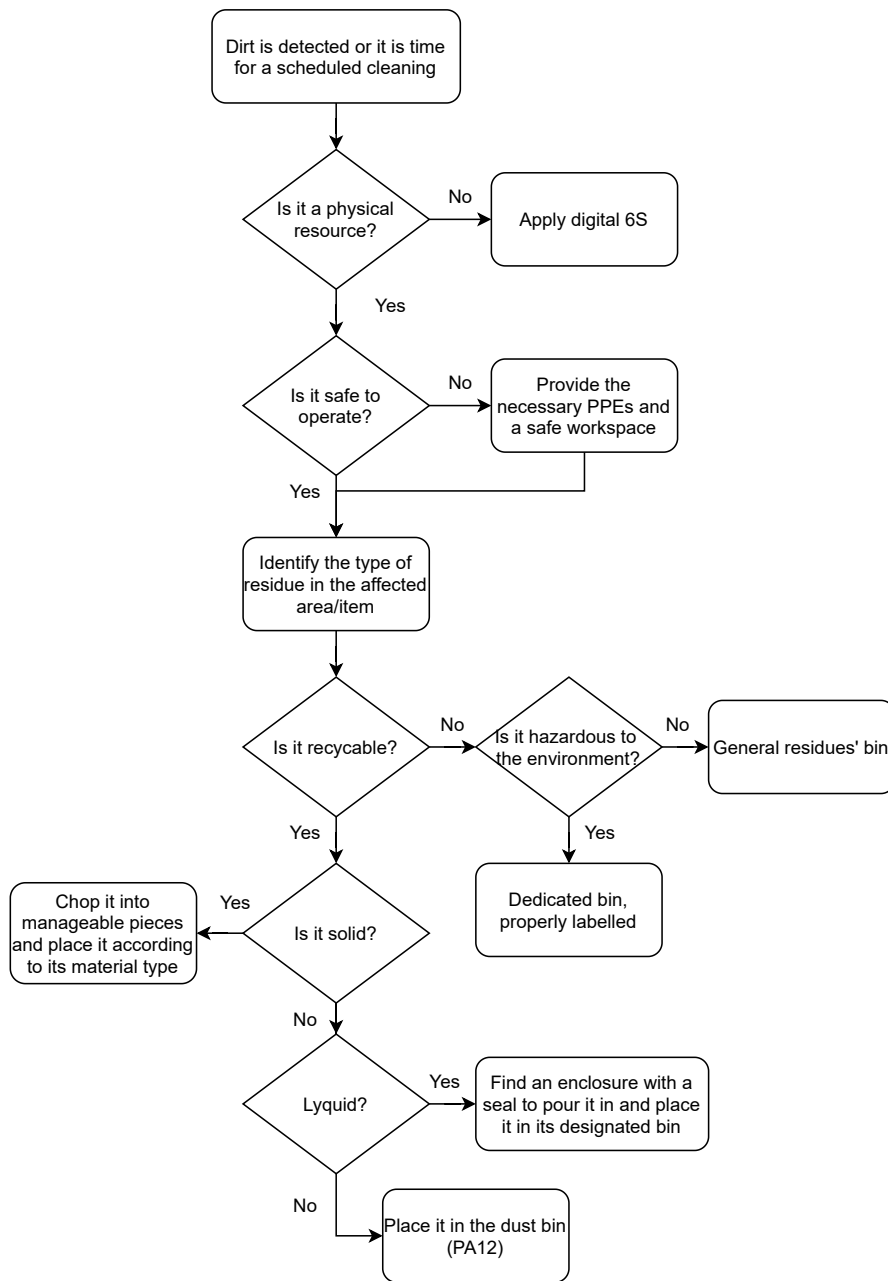 Dirt is detected or it is time
for a scheduled cleaning
Is it a physical
resource?
No
Apply digital 6S
Yes
Is it safe to
operate?
No
Provide the
necessary PPEs and
a safe workspace
Yes
Identify the type of
residue in the affected
area/item
Is it recycable?
No
Is it hazardous to
the environment?
No
General residues' bin
Yes
Yes
Dedicated bin,
properly labelled
Is it solid?
Yes
Chop it into
manageable pieces
and place it according
to its material type
No
Lyquid?
Yes
Find an enclosure with a
seal to pour it in and place
it in its designated bin
No
Place it in the dust bin
(PA12)